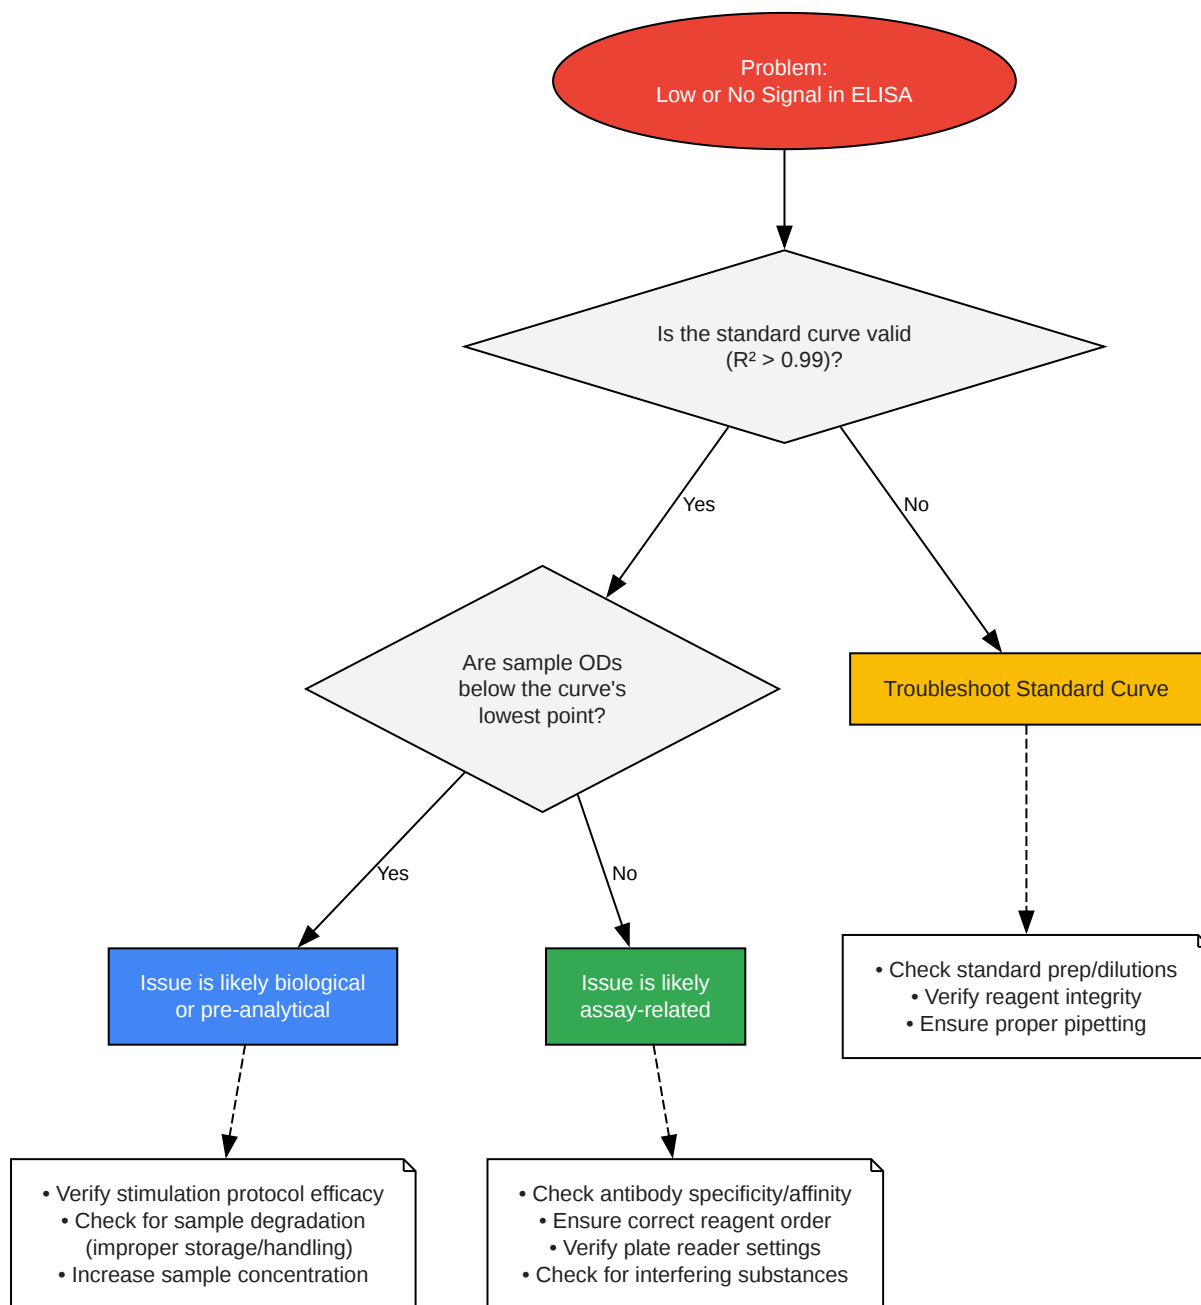 Problem:
Low or No Signal in ELISA
Is the standard curve valid
(R² > 0.99)?
Yes
No
Are sample ODs
below the curve's
lowest point?
Troubleshoot Standard Curve
Yes
No
Issue is likely biological
or pre-analytical
Issue is likely
assay-related
• Check standard prep/dilutions
• Verify reagent integrity
• Ensure proper pipetting
• Verify stimulation protocol efficacy
• Check for sample degradation
(improper storage/handling)
• Increase sample concentration
• Check antibody specificity/affinity
• Ensure correct reagent order
• Verify plate reader settings
• Check for interfering substances